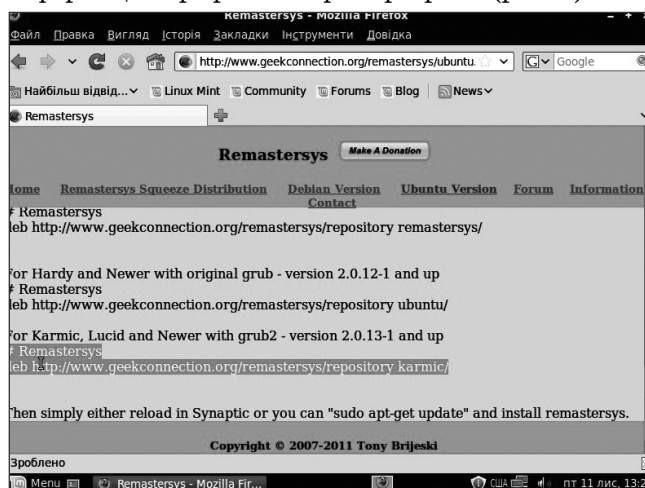 Remastersys - Mozilla Firefox
Файл Правка Вигляд Історія Закладки Інструменти Довідка
http://www.geekconnection.org/remastersys/ubuntu. Google
Найбільш відвід... Linux Mint Community Forums Blog News
Remastersys
Remastersys Make A Donation
Home Remastersys Squeeze Distribution Debian Version Ubuntu Version Forum Information
Contact
# Remastersys
deb http://www.geekconnection.org/remastersys/repository remastersys/
For Hardy and Newer with original grub - version 2.0.12-1 and up
# Remastersys
deb http://www.geekconnection.org/remastersys/repository ubuntu/
For Karmic, Lucid and Newer with grub2 - version 2.0.13-1 and up
# Remastersys
deb http://www.geekconnection.org/remastersys/repository karmic/
Then simply either reload in Synaptic or you can "sudo apt-get update" and install remastersys.
Copyright © 2007-2011 Tony Brijeski
Зроблено
Menu Remastersys - Mozilla Fir... США пт 11 лис, 13:2